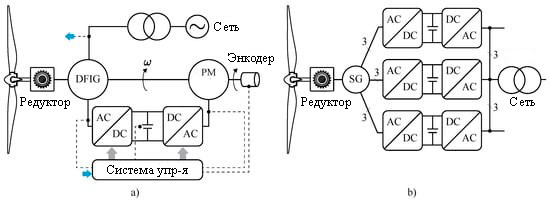 Сеть
Энкодер
ω
DFIG
PM
Редуктор
AC
DC
DC
AC
Система упр-я
a)
AC
DC
DC
AC
3
3
SG
3
AC
DC
DC
AC
3
Редуктор
Сеть
3
3
AC
DC
DC
AC
b)